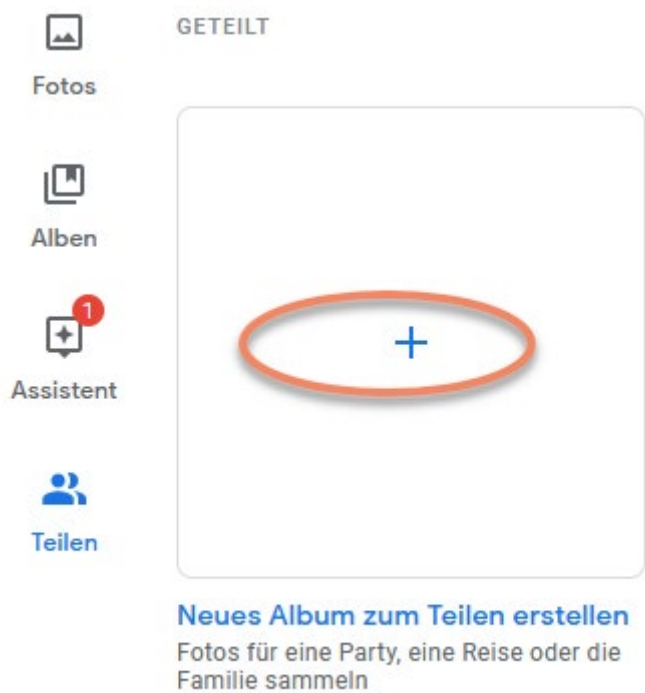 Fotos
Alben
1
Assistent
Teilen
GETEILT
Neues Album zum Teilen erstellen
Fotos für eine Party, eine Reise oder die
Familie sammeln